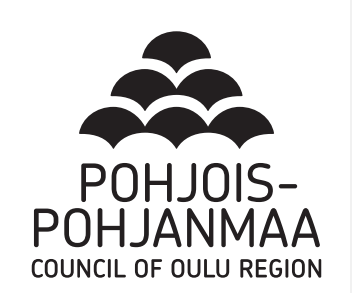 POHJOIS-
POHJANMAA
COUNCIL OF OULU REGION